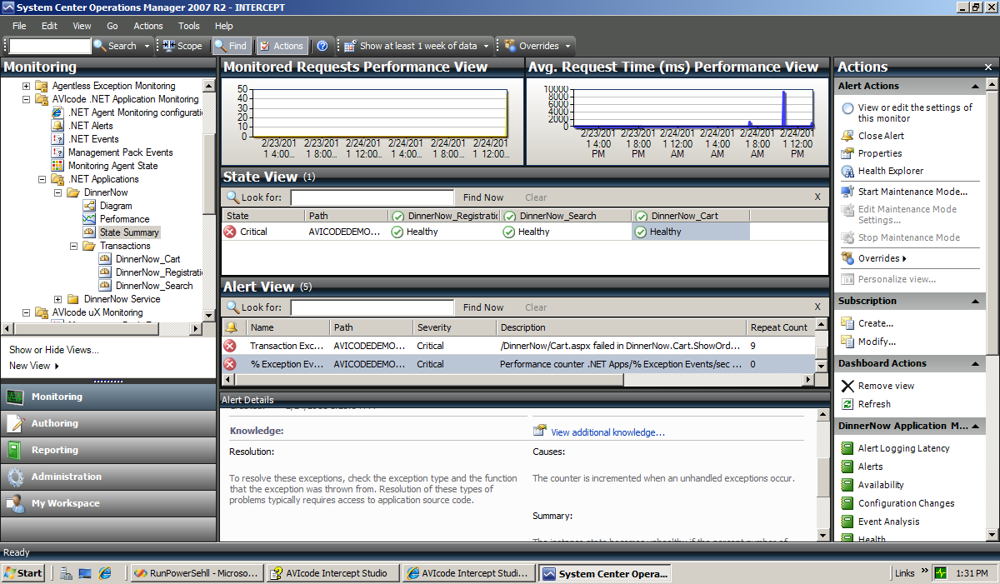 System Center Operations Manager 2007 R2 - INTERCEPT
File Edit View Go Actions Tools Help
Search Scope Find Actions Show at least 1 week of data Overrides
Monitoring
Agentless Exception Monitoring
AVIcode .NET Application Monitoring
.NET Agent Monitoring configurati
.NET Alerts
.NET Events
Management Pack Events
Monitoring Agent State
.NET Applications
DinnerNow
Diagram
Performance
State Summary
Transactions
DinnerNow_Cart
DinnerNow_Registrati
DinnerNow_Search
DinnerNow Service
AVIcode uX Monitoring
Show or Hide Views...
New View
Monitoring
Authoring
Reporting
Administration
My Workspace
Monitored Requests Performance View
50
40
30
20
10
0
2/23/201 2/23/201 2/24/201 2/24/201 2/24/201 2/24/201
1 4:00... 1 8:00... 1 12:00... 1 4:00... 1 8:00... 1 12:00...
Avg. Request Time (ms) Performance View
10000
8000
6000
4000
2000
0
2/23/201 2/23/201 2/24/201 2/24/201 2/24/201 2/24/201
1 4:00 1 8:00 1 12:00 1 4:00 1 8:00 1 12:00
PM PM AM AM AM PM
State View (1)
Look for: Find Now Clear X
State Path DinnerNow_Registratic DinnerNow_Search DinnerNow_Cart
Critical AVICODEDEMO... Healthy Healthy Healthy
Alert View (5)
Look for: Find Now Clear X
Name Path Severity Description Repeat Count
Transaction Exc... AVICODEDEMO... Critical /DinnerNow/Cart.aspx failed in DinnerNow.Cart.ShowOrd... 9
% Exception Ev... AVICODEDEMO... Critical Performance counter .NET Apps/% Exception Events/sec ... 0
Alert Details
Knowledge:
View additional knowledge...
Resolution:
To resolve these exceptions, check the exception type and the function
that the exception was thrown from. Resolution of these types of
problems typically requires access to application source code.
Causes:
The counter is incremented when an unhandled exceptions occur.
Summary:
The instance state becomes unhealthy if the percent number of
Actions
Alert Actions
View or edit the settings of
this monitor
Close Alert
Properties
Health Explorer
Start Maintenance Mode...
Edit Maintenance Mode
Settings...
Stop Maintenance Mode
Overrides
Personalize view...
Subscription
Create...
Modify...
Dashboard Actions
Remove view
Refresh
DinnerNow Application M...
Alert Logging Latency
Alerts
Availability
Configuration Changes
Event Analysis
Health
Ready
Start RunPowerSehll - Microso... AVIcode Intercept Studio AVIcode Intercept Studi... System Center Opera... Links 1:31 PM